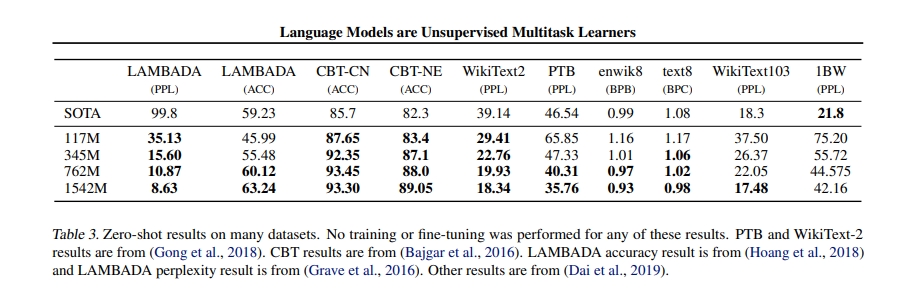 Language Models are Unsupervised Multitask Learners
LAMBADA LAMBADA CBT-CN CBT-NE WikiText2 PTB enwik8 text8 WikiText103 1BW
(PPL) (ACC) (ACC) (ACC) (PPL) (PPL) (BPB) (BPC) (PPL) (PPL)
SOTA 99.8 59.23 85.7 82.3 39.14 46.54 0.99 1.08 18.3 21.8
117M 35.13 45.99 87.65 83.4 29.41 65.85 1.16 1.17 37.50 75.20
345M 15.60 55.48 92.35 87.1 22.76 47.33 1.01 1.06 26.37 55.72
762M 10.87 60.12 93.45 88.0 19.93 40.31 0.97 1.02 22.05 44.575
1542M 8.63 63.24 93.30 89.05 18.34 35.76 0.93 0.98 17.48 42.16
Table 3. Zero-shot results on many datasets. No training or fine-tuning was performed for any of these results. PTB and WikiText-2
results are from (Gong et al., 2018). CBT results are from (Bajgar et al., 2016). LAMBADA accuracy result is from (Hoang et al., 2018)
and LAMBADA perplexity result is from (Grave et al., 2016). Other results are from (Dai et al., 2019).